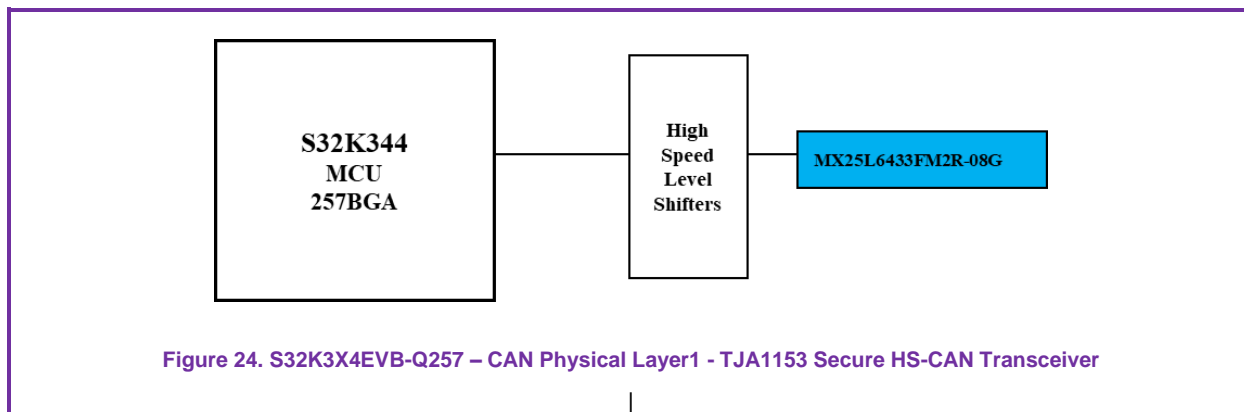 S32K344
MCU
257BGA
High
Speed
Level
Shifters
MX25L6433FM2R-08G
Figure 24. S32K3X4EVB-Q257 – CAN Physical Layer1 - TJA1153 Secure HS-CAN Transceiver